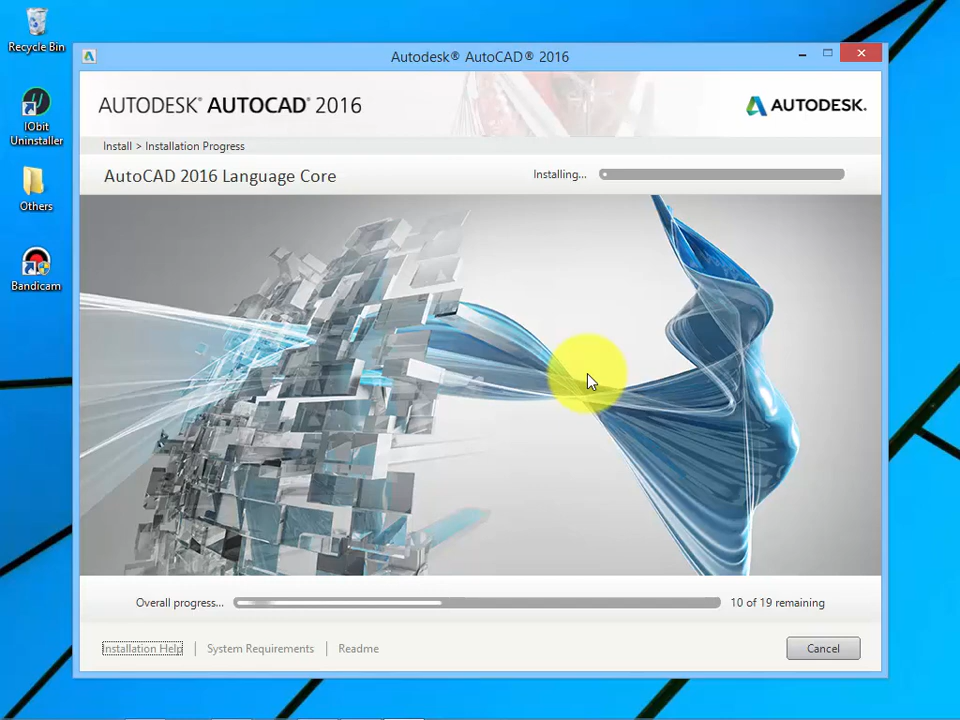 Recycle Bin
IObit
Uninstaller
Others
Bandicam
Autodesk® AutoCAD® 2016
AUTODESK® AUTOCAD® 2016
AUTODESK.
Install > Installation Progress
AutoCAD 2016 Language Core
Installing...
Overall progress...
10 of 19 remaining
Installation Help
System Requirements
Readme
Cancel